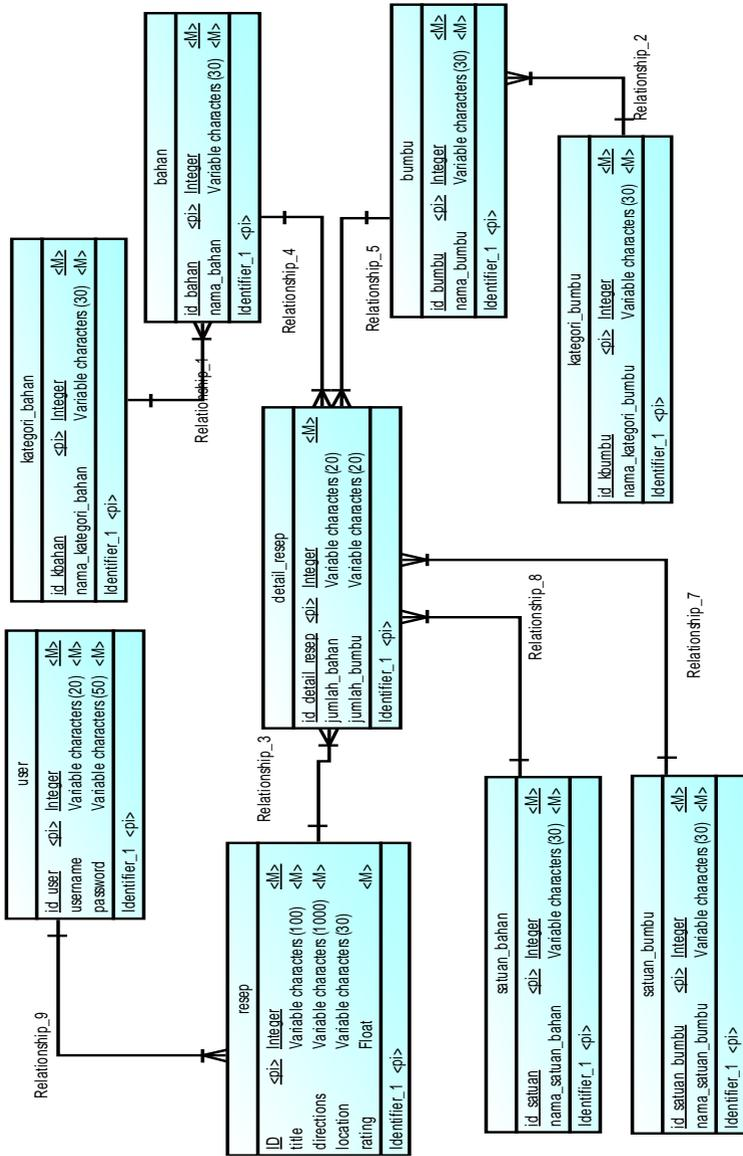 user
id_user <pi> Integer <M>
username Variable characters (20) <M>
password Variable characters (50) <M>
Identifier_1 <pi>
kategori_bahan
id_kbahan <pi> Integer <M>
nama_kategori_bahan Variable characters (30) <M>
Identifier_1 <pi>
bahan
id_bahan <pi> Integer <M>
nama_bahan Variable characters (30) <M>
Identifier_1 <pi>
Relationship_9
Relationship_1
Relationship_4
Relationship_3
resep
ID <pi> Integer <M>
title Variable characters (100) <M>
directions Variable characters (1000) <M>
location Variable characters (30)
rating Float <M>
Identifier_1 <pi>
detail_resep
id_detail_resep <pi> Integer <M>
jumlah_bahan Variable characters (20)
jumlah_bumbu Variable characters (20)
Identifier_1 <pi>
Relationship_5
bumbu
id_bumbu <pi> Integer <M>
nama_bumbu Variable characters (30) <M>
Identifier_1 <pi>
Relationship_8
Relationship_7
Relationship_2
satuan_bahan
id_satuan <pi> Integer <M>
nama_satuan_bahan Variable characters (30) <M>
Identifier_1 <pi>
satuan_bumbu
id_satuan_bumbu <pi> Integer <M>
nama_satuan_bumbu Variable characters (30) <M>
Identifier_1 <pi>
kategori_bumbu
id_kbumbu <pi> Integer <M>
nama_kategori_bumbu Variable characters (30) <M>
Identifier_1 <pi>